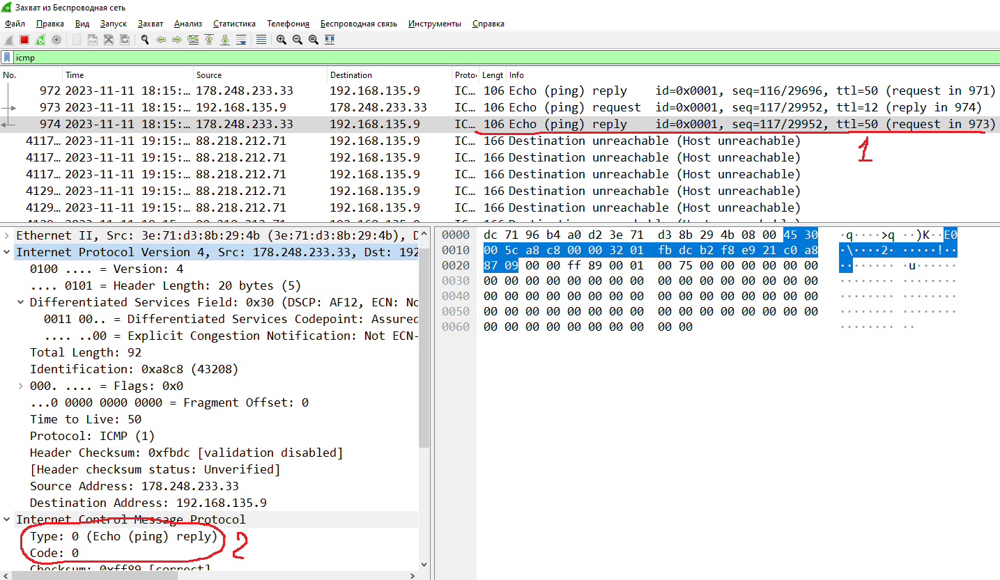 Захват из Беспроводная сеть
Файл Правка Вид Запуск Захват Анализ Статистика Телефония Беспроводная связь Инструменты Справка
icmp
No. Time Source Destination Protoc Lengt Info
972 2023-11-11 18:15:… 178.248.233.33 192.168.135.9 IC… 106 Echo (ping) reply id=0x0001, seq=116/29696, ttl=50 (request in 971)
973 2023-11-11 18:15:… 192.168.135.9 178.248.233.33 IC… 106 Echo (ping) request id=0x0001, seq=117/29952, ttl=12 (reply in 974)
974 2023-11-11 18:15:… 178.248.233.33 192.168.135.9 IC… 106 Echo (ping) reply id=0x0001, seq=117/29952, ttl=50 (request in 973)
4117… 2023-11-11 19:15:… 88.218.212.71 192.168.135.9 IC… 166 Destination unreachable (Host unreachable)
1
4117… 2023-11-11 19:15:… 88.218.212.71 192.168.135.9 IC… 166 Destination unreachable (Host unreachable)
4117… 2023-11-11 19:15:… 88.218.212.71 192.168.135.9 IC… 166 Destination unreachable (Host unreachable)
4129… 2023-11-11 19:15:… 88.218.212.71 192.168.135.9 IC… 166 Destination unreachable (Host unreachable)
4129… 2023-11-11 19:15:… 88.218.212.71 192.168.135.9 IC… 166 Destination unreachable (Host unreachable)
Ethernet II, Src: 3e:71:d3:8b:29:4b (3e:71:d3:8b:29:4b), D
Internet Protocol Version 4, Src: 178.248.233.33, Dst: 192
0100 .... = Version: 4
.... 0101 = Header Length: 20 bytes (5)
Differentiated Services Field: 0x30 (DSCP: AF12, ECN: No
0011 00.. = Differentiated Services Codepoint: Assured
.... ..00 = Explicit Congestion Notification: Not ECN-
Total Length: 92
Identification: 0xa8c8 (43208)
000. .... = Flags: 0x0
...0 0000 0000 0000 = Fragment Offset: 0
Time to Live: 50
Protocol: ICMP (1)
Header Checksum: 0xfbdc [validation disabled]
[Header checksum status: Unverified]
Source Address: 178.248.233.33
Destination Address: 192.168.135.9
Internet Control Message Protocol
Type: 0 (Echo (ping) reply)
2
Code: 0
Checksum: 0xff89 [correct]
0000 dc 71 96 b4 a0 d2 3e 71 d3 8b 29 4b 08 00 45 30 ·q····>q ··)K··E0
0010 00 5c a8 c8 00 00 32 01 fb dc b2 f8 e9 21 c0 a8 ·\····2· ·····!··
0020 87 09 00 00 ff 89 00 01 00 75 00 00 00 00 00 00 ········ ·u······
0030 00 00 00 00 00 00 00 00 00 00 00 00 00 00 00 00 ········ ········
0040 00 00 00 00 00 00 00 00 00 00 00 00 00 00 00 00 ········ ········
0050 00 00 00 00 00 00 00 00 00 00 00 00 00 00 00 00 ········ ········
0060 00 00 00 00 00 00 00 00 00 00 ········ ··